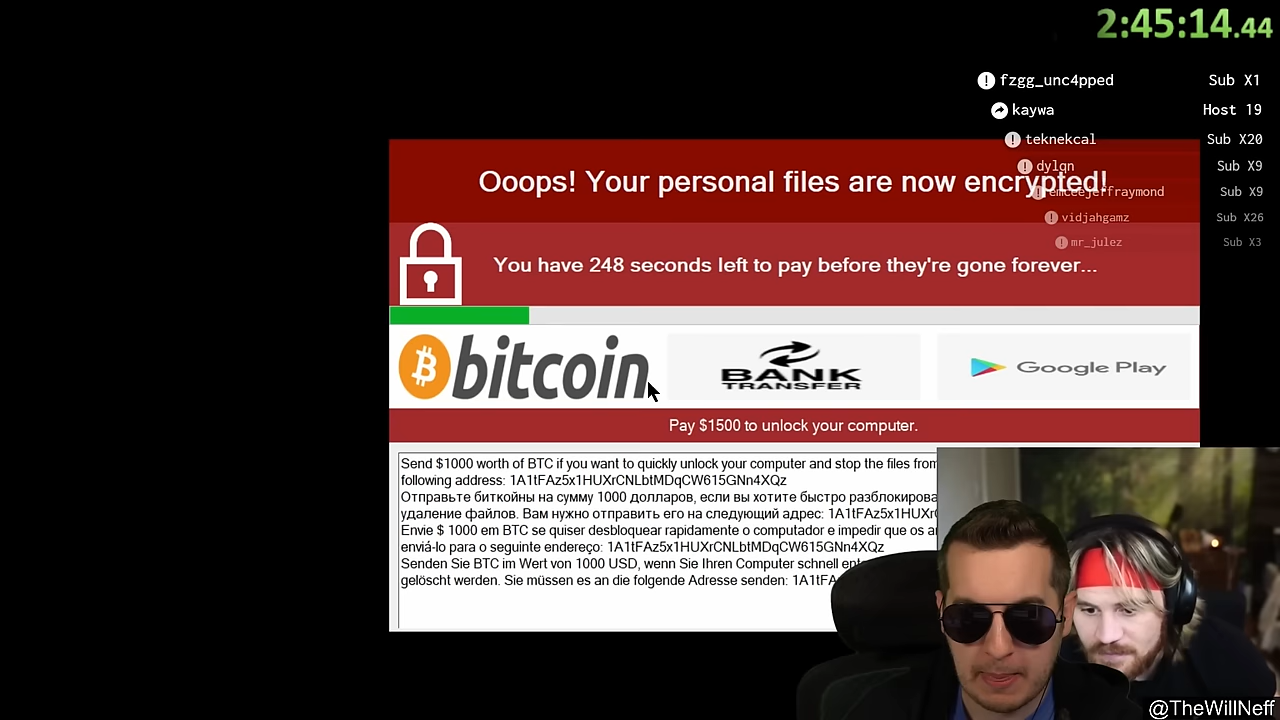 2:45:14.44
fzgg_unc4pped Sub X1
kaywa Host 19
teknekcal Sub X20
dylqn Sub X9
emceejeffraymond Sub X9
vidjahgamz Sub X26
mr_julez Sub X3
Ooops! Your personal files are now encrypted!
You have 248 seconds left to pay before they're gone forever...
bitcoin
BANK
TRANSFER
Google Play
Pay $1500 to unlock your computer.
Send $1000 worth of BTC if you want to quickly unlock your computer and stop the files from
following address: 1A1tFAz5x1HUXrCNLbtMDqCW615GNn4XQz
Отправьте биткойны на сумму 1000 долларов, если вы хотите быстро разблокирова
удаление файлов. Вам нужно отправить его на следующий адрес: 1A1tFAz5x1HUXr
Envie $ 1000 em BTC se quiser desbloquear rapidamente o computador e impedir que os a
enviá-lo para o seguinte endereço: 1A1tFAz5x1HUXrCNLbtMDqCW615GNn4XQz
Senden Sie BTC im Wert von 1000 USD, wenn Sie Ihren Computer schnell ent
gelöscht werden. Sie müssen es an die folgende Adresse senden: 1A1tFA
@TheWillNeff